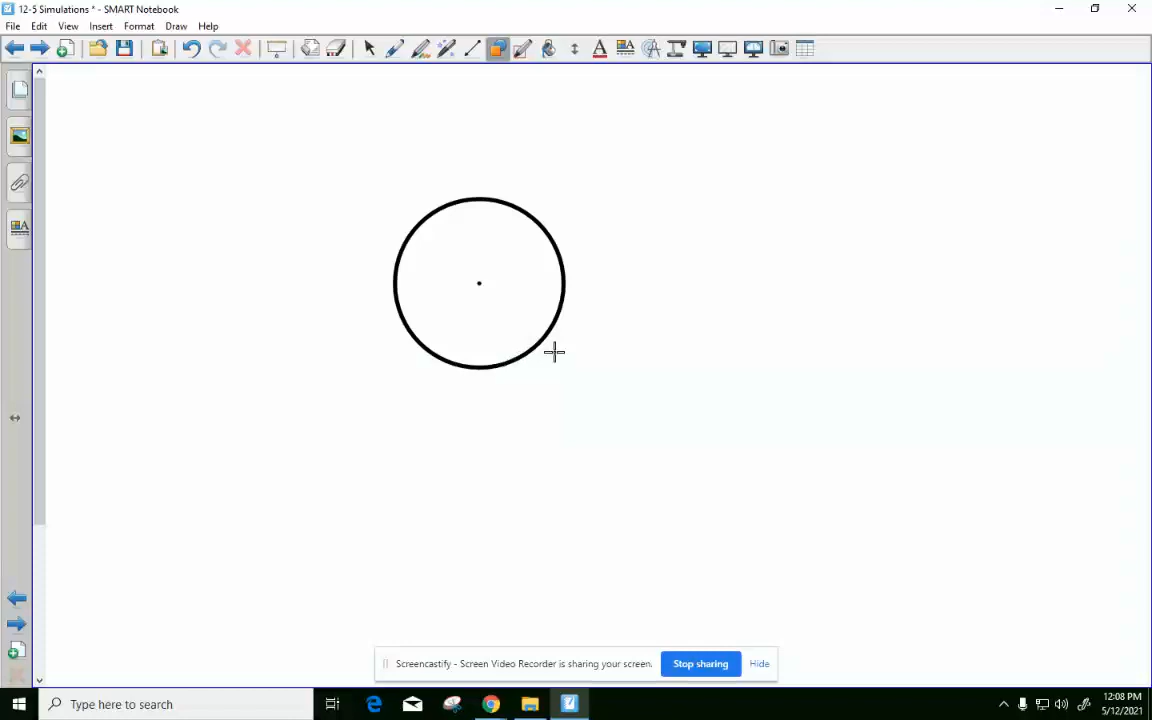 12-5 Simulations * - SMART Notebook
File Edit View Insert Format Draw Help
Screencastify - Screen Video Recorder is sharing your screen. Stop sharing Hide
Type here to search
12:08 PM
5/12/2021